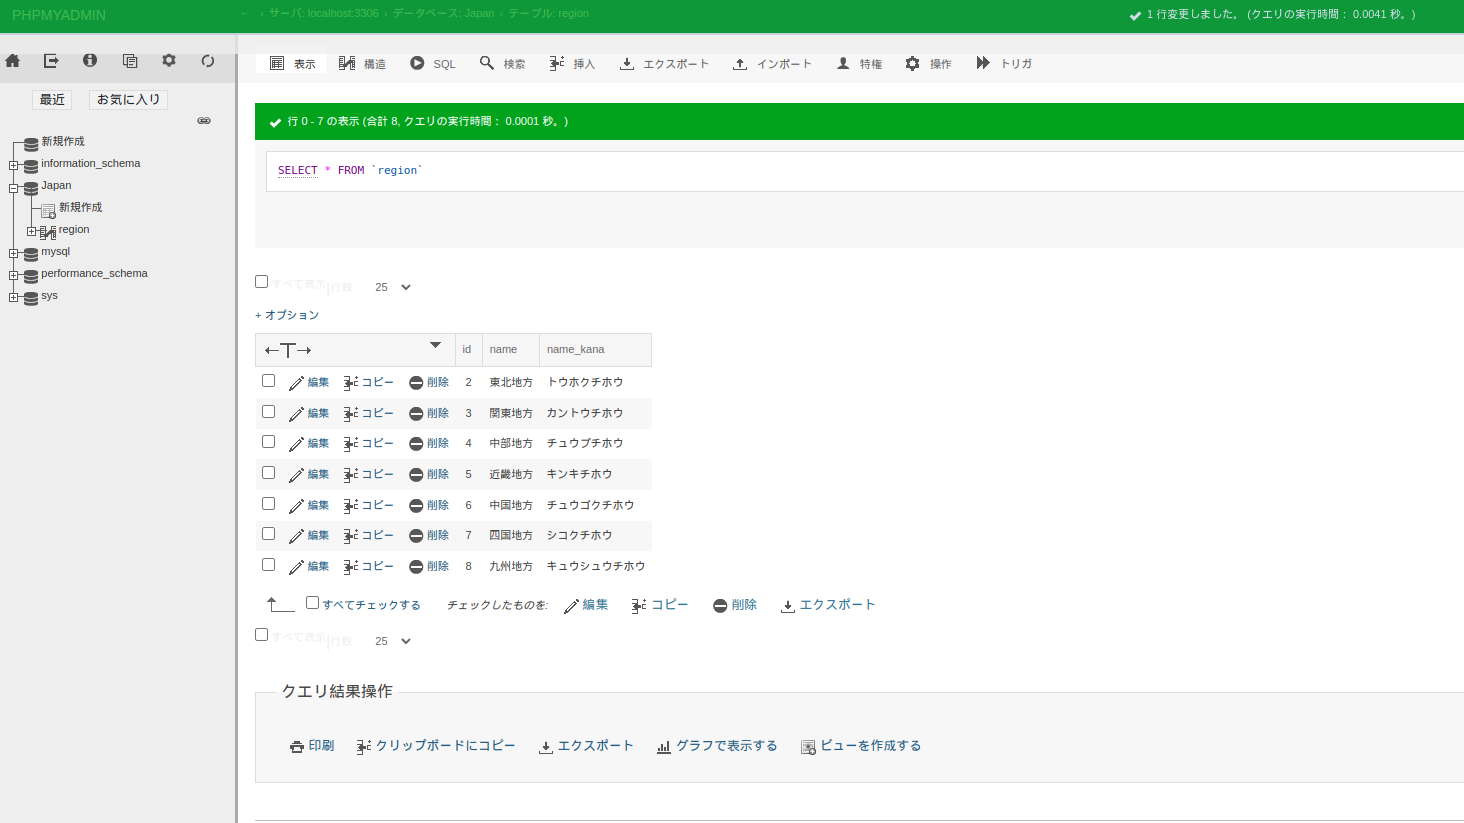 PHPMYADMIN
← › サーバ: localhost:3306 › データベース: Japan › テーブル: region
1 行変更しました。 (クエリの実行時間： 0.0041 秒。)
表示 構造 SQL 検索 挿入 エクスポート インポート 特権 操作 トリガ
最近 お気に入り
新規作成
information_schema
Japan
新規作成
region
mysql
performance_schema
sys
行 0 - 7 の表示 (合計 8, クエリの実行時間： 0.0001 秒。)
SELECT * FROM `region`
すべて表示 | 行数: 25
+ オプション
←T→ id name name_kana
編集 コピー 削除 2 東北地方 トウホクチホウ
編集 コピー 削除 3 関東地方 カントウチホウ
編集 コピー 削除 4 中部地方 チュウブチホウ
編集 コピー 削除 5 近畿地方 キンキチホウ
編集 コピー 削除 6 中国地方 チュウゴクチホウ
編集 コピー 削除 7 四国地方 シコクチホウ
編集 コピー 削除 8 九州地方 キュウシュウチホウ
すべてチェックする チェックしたものを: 編集 コピー 削除 エクスポート
すべて表示 | 行数: 25
クエリ結果操作
印刷 クリップボードにコピー エクスポート グラフで表示する ビューを作成する